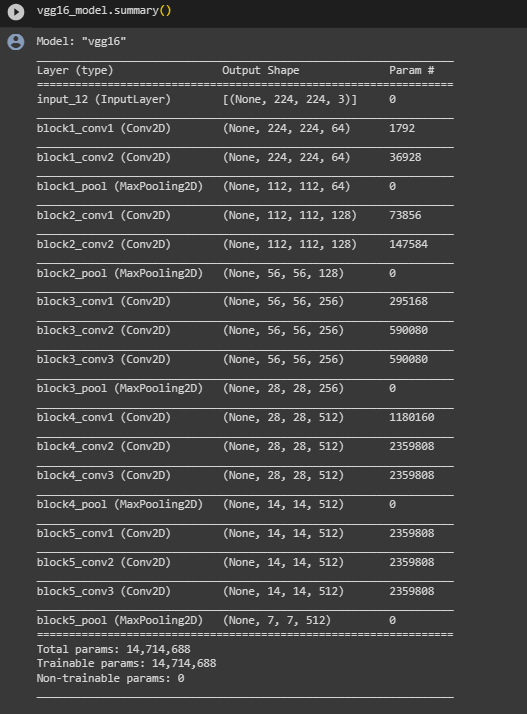 vgg16_model.summary()
Model: "vgg16"
Layer (type) Output Shape Param #
input_12 (InputLayer) [(None, 224, 224, 3)] 0
block1_conv1 (Conv2D) (None, 224, 224, 64) 1792
block1_conv2 (Conv2D) (None, 224, 224, 64) 36928
block1_pool (MaxPooling2D) (None, 112, 112, 64) 0
block2_conv1 (Conv2D) (None, 112, 112, 128) 73856
block2_conv2 (Conv2D) (None, 112, 112, 128) 147584
block2_pool (MaxPooling2D) (None, 56, 56, 128) 0
block3_conv1 (Conv2D) (None, 56, 56, 256) 295168
block3_conv2 (Conv2D) (None, 56, 56, 256) 590080
block3_conv3 (Conv2D) (None, 56, 56, 256) 590080
block3_pool (MaxPooling2D) (None, 28, 28, 256) 0
block4_conv1 (Conv2D) (None, 28, 28, 512) 1180160
block4_conv2 (Conv2D) (None, 28, 28, 512) 2359808
block4_conv3 (Conv2D) (None, 28, 28, 512) 2359808
block4_pool (MaxPooling2D) (None, 14, 14, 512) 0
block5_conv1 (Conv2D) (None, 14, 14, 512) 2359808
block5_conv2 (Conv2D) (None, 14, 14, 512) 2359808
block5_conv3 (Conv2D) (None, 14, 14, 512) 2359808
block5_pool (MaxPooling2D) (None, 7, 7, 512) 0
Total params: 14,714,688
Trainable params: 14,714,688
Non-trainable params: 0